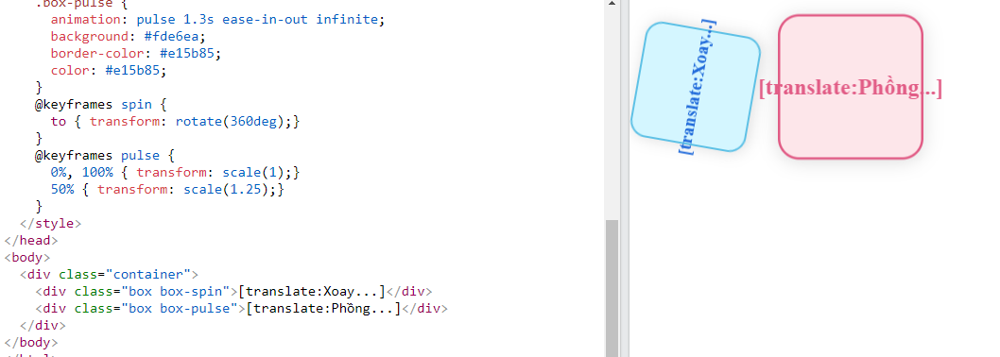 .box-pulse {
animation: pulse 1.3s ease-in-out infinite;
background: #fde6ea;
border-color: #e15b85;
color: #e15b85;
}
@keyframes spin {
to { transform: rotate(360deg);}
}
@keyframes pulse {
0%, 100% { transform: scale(1);}
50% { transform: scale(1.25);}
}
</style>
</head>
<body>
<div class="container">
<div class="box box-spin">[translate:Xoay...]</div>
<div class="box box-pulse">[translate:Phồng...]</div>
</div>
</body>
[translate:Xoay...]
[translate:Phồng...]